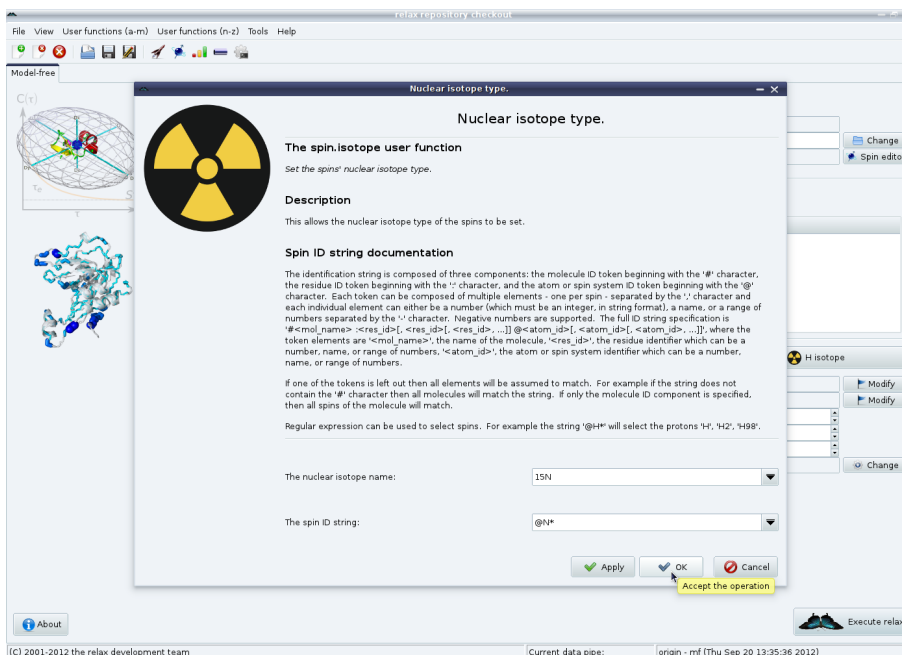 relax repository checkout
File View User functions (a-m) User functions (n-z) Tools Help
Model-free
C(τ)
Nuclear isotope type.
Nuclear isotope type.
The spin.isotope user function
Set the spins' nuclear isotope type.
Description
This allows the nuclear isotope type of the spins to be set.
Spin ID string documentation
The identification string is composed of three components: the molecule ID token beginning with the '#' character,
the residue ID token beginning with the ':' character, and the atom or spin system ID token beginning with the '@'
character. Each token can be composed of multiple elements - one per spin - separated by the ',' character and
each individual element can either be a number (which must be an integer, in string format), a name, or a range of
numbers separated by the '-' character. Negative numbers are supported. The full ID string specification is
'#<mol_name> :<res_id>[, <res_id>[, <res_id>, ...]] @<atom_id>[, <atom_id>[, <atom_id>, ...]]', where the
token elements are '<mol_name>', the name of the molecule, '<res_id>', the residue identifier which can be a
number, name, or range of numbers, '<atom_id>', the atom or spin system identifier which can be a number,
name, or range of numbers.
If one of the tokens is left out then all elements will be assumed to match. For example if the string does not
contain the '#' character then all molecules will match the string. If only the molecule ID component is specified,
then all spins of the molecule will match.
Regular expression can be used to select spins. For example the string '@H*' will select the protons 'H', 'H2', 'H98'.
The nuclear isotope name:
15N
The spin ID string:
@N*
Apply
OK
Cancel
Accept the operation
Change
Spin edito
H isotope
Modify
Modify
Change
τ
About
Execute relax
(C) 2001-2012 the relax development team
Current data pipe:
origin - mf (Thu Sep 20 13:35:36 2012)